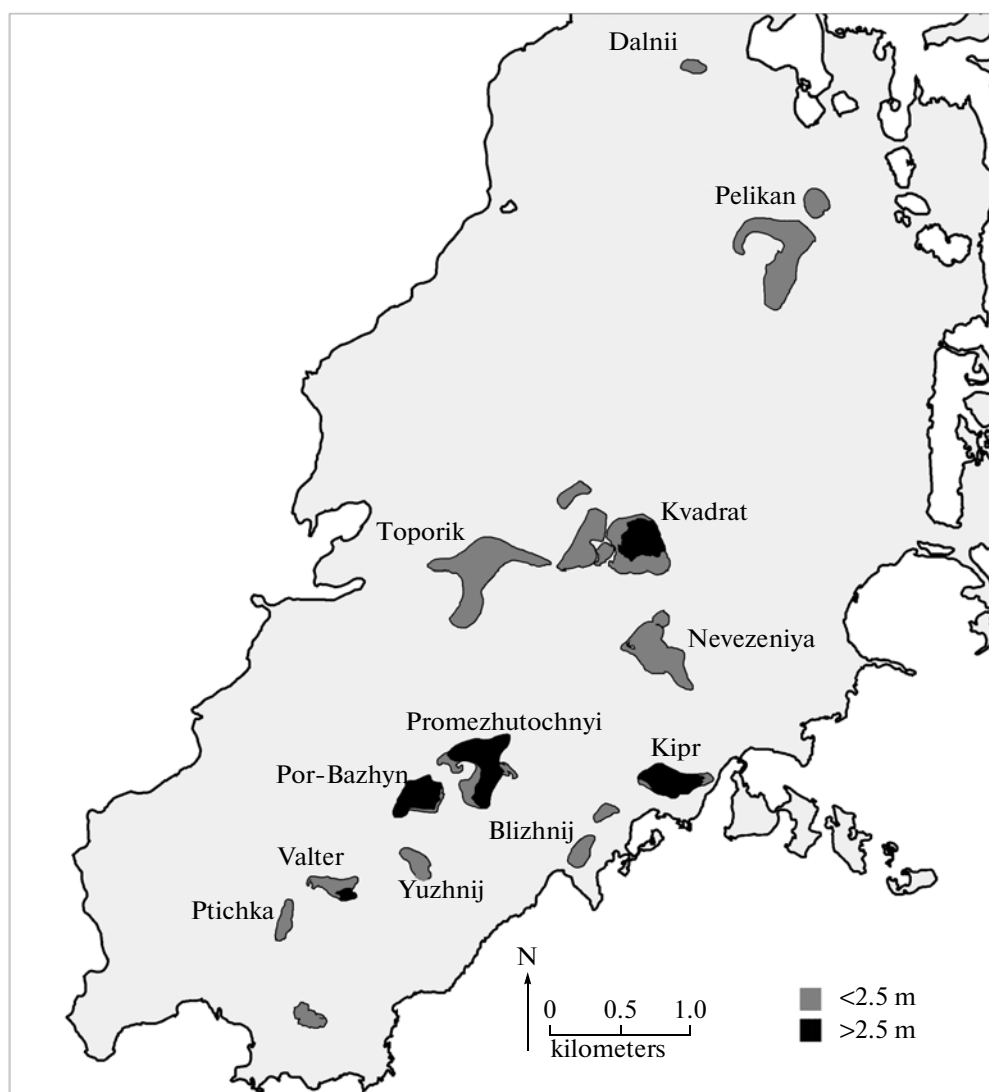 Dalnii
Pelikan
Kvadrat
Toporik
Nevezeniya
Promezhutochnyi
Kipr
Por-Bazhyn
Blizhnij
Valter
Yuzhnij
Ptichka
N
0 0.5 1.0
kilometers
<2.5 m
>2.5 m